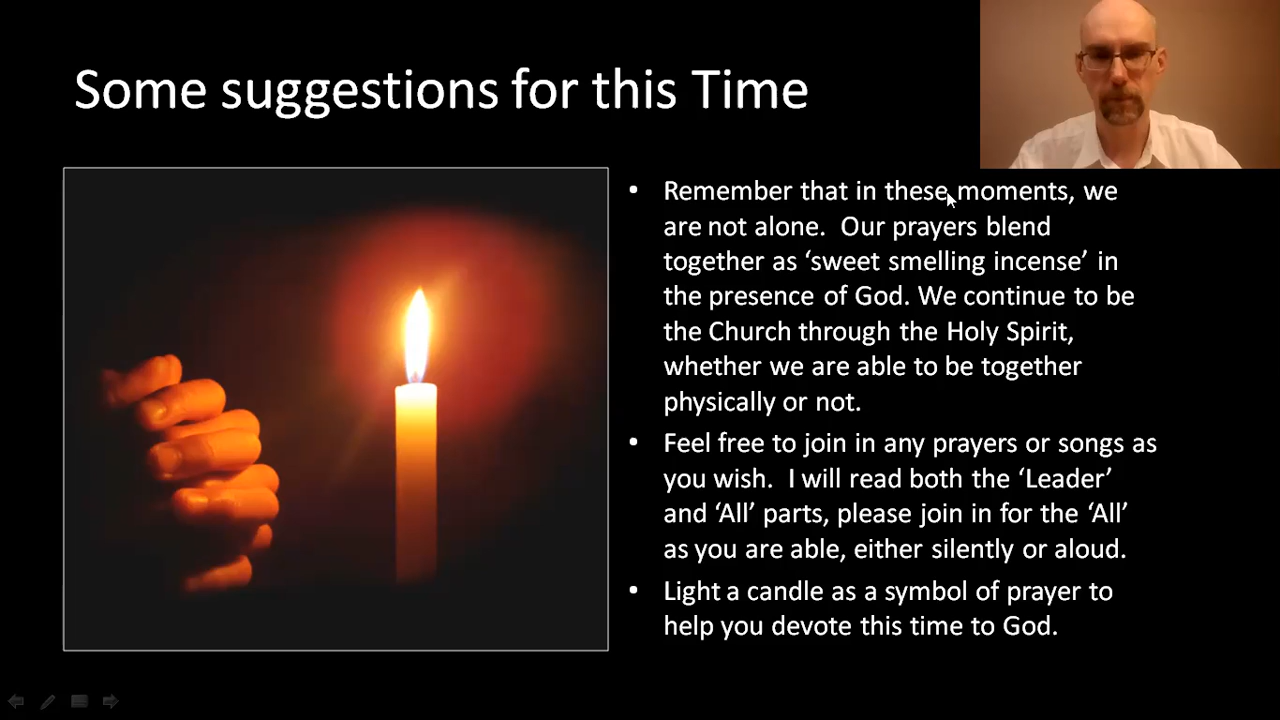 Some suggestions for this Time
• Remember that in these moments, we
are not alone.  Our prayers blend
together as ‘sweet smelling incense’ in
the presence of God. We continue to be
the Church through the Holy Spirit,
whether we are able to be together
physically or not.
• Feel free to join in any prayers or songs as
you wish.  I will read both the ‘Leader’
and ‘All’ parts, please join in for the ‘All’
as you are able, either silently or aloud.
• Light a candle as a symbol of prayer to
help you devote this time to God.